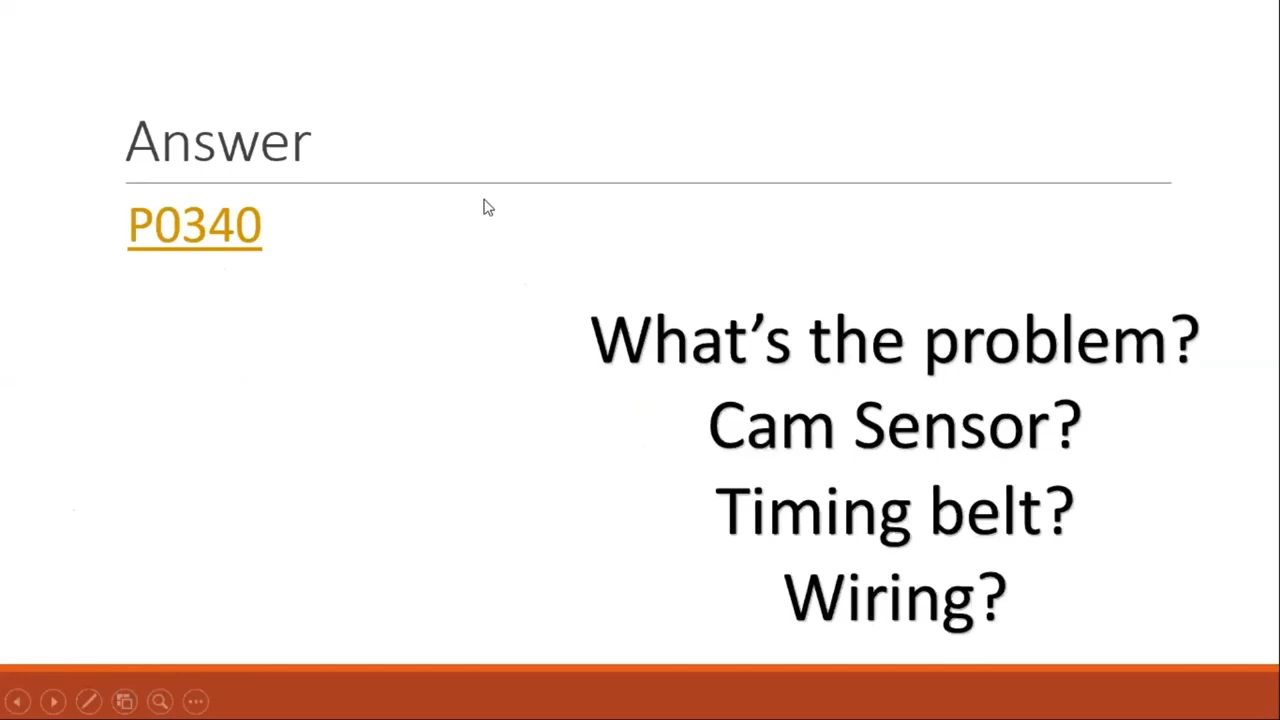 Answer
P0340
What’s the problem?
Cam Sensor?
Timing belt?
Wiring?